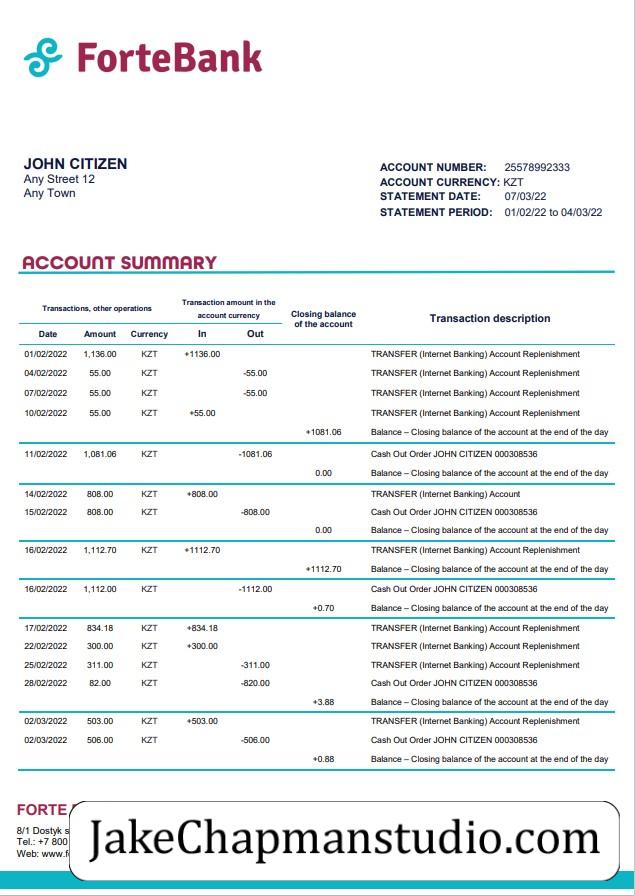 ForteBank
JOHN CITIZEN
Any Street 12
Any Town
ACCOUNT NUMBER: 25578992333
ACCOUNT CURRENCY: KZT
STATEMENT DATE: 07/03/22
STATEMENT PERIOD: 01/02/22 to 04/03/22
ACCOUNT SUMMARY
Transactions, other operations
Transaction amount in the
account currency
Closing balance
of the account
Transaction description
Date Amount Currency In Out
01/02/2022 1,136.00 KZT +1136.00 TRANSFER (Internet Banking) Account Replenishment
04/02/2022 55.00 KZT -55.00 TRANSFER (Internet Banking) Account Replenishment
07/02/2022 55.00 KZT -55.00 TRANSFER (Internet Banking) Account Replenishment
10/02/2022 55.00 KZT +55.00 TRANSFER (Internet Banking) Account Replenishment
+1081.06 Balance – Closing balance of the account at the end of the day
11/02/2022 1,081.06 KZT -1081.06 Cash Out Order JOHN CITIZEN 000308536
0.00 Balance – Closing balance of the account at the end of the day
14/02/2022 808.00 KZT +808.00 TRANSFER (Internet Banking) Account
15/02/2022 808.00 KZT -808.00 Cash Out Order JOHN CITIZEN 000308536
0.00 Balance – Closing balance of the account at the end of the day
16/02/2022 1,112.70 KZT +1112.70 TRANSFER (Internet Banking) Account Replenishment
+1112.70 Balance – Closing balance of the account at the end of the day
16/02/2022 1,112.00 KZT -1112.00 Cash Out Order JOHN CITIZEN 000308536
+0.70 Balance – Closing balance of the account at the end of the day
17/02/2022 834.18 KZT +834.18 TRANSFER (Internet Banking) Account Replenishment
22/02/2022 300.00 KZT +300.00 TRANSFER (Internet Banking) Account Replenishment
25/02/2022 311.00 KZT -311.00 TRANSFER (Internet Banking) Account Replenishment
28/02/2022 82.00 KZT -820.00 Cash Out Order JOHN CITIZEN 000308536
+3.88 Balance – Closing balance of the account at the end of the day
02/03/2022 503.00 KZT +503.00 TRANSFER (Internet Banking) Account Replenishment
02/03/2022 506.00 KZT -506.00 Cash Out Order JOHN CITIZEN 000308536
+0.88 Balance – Closing balance of the account at the end of the day
FORTE
8/1 Dostyk
Tel.: +7 800
Web:
JakeChapmanstudio.com